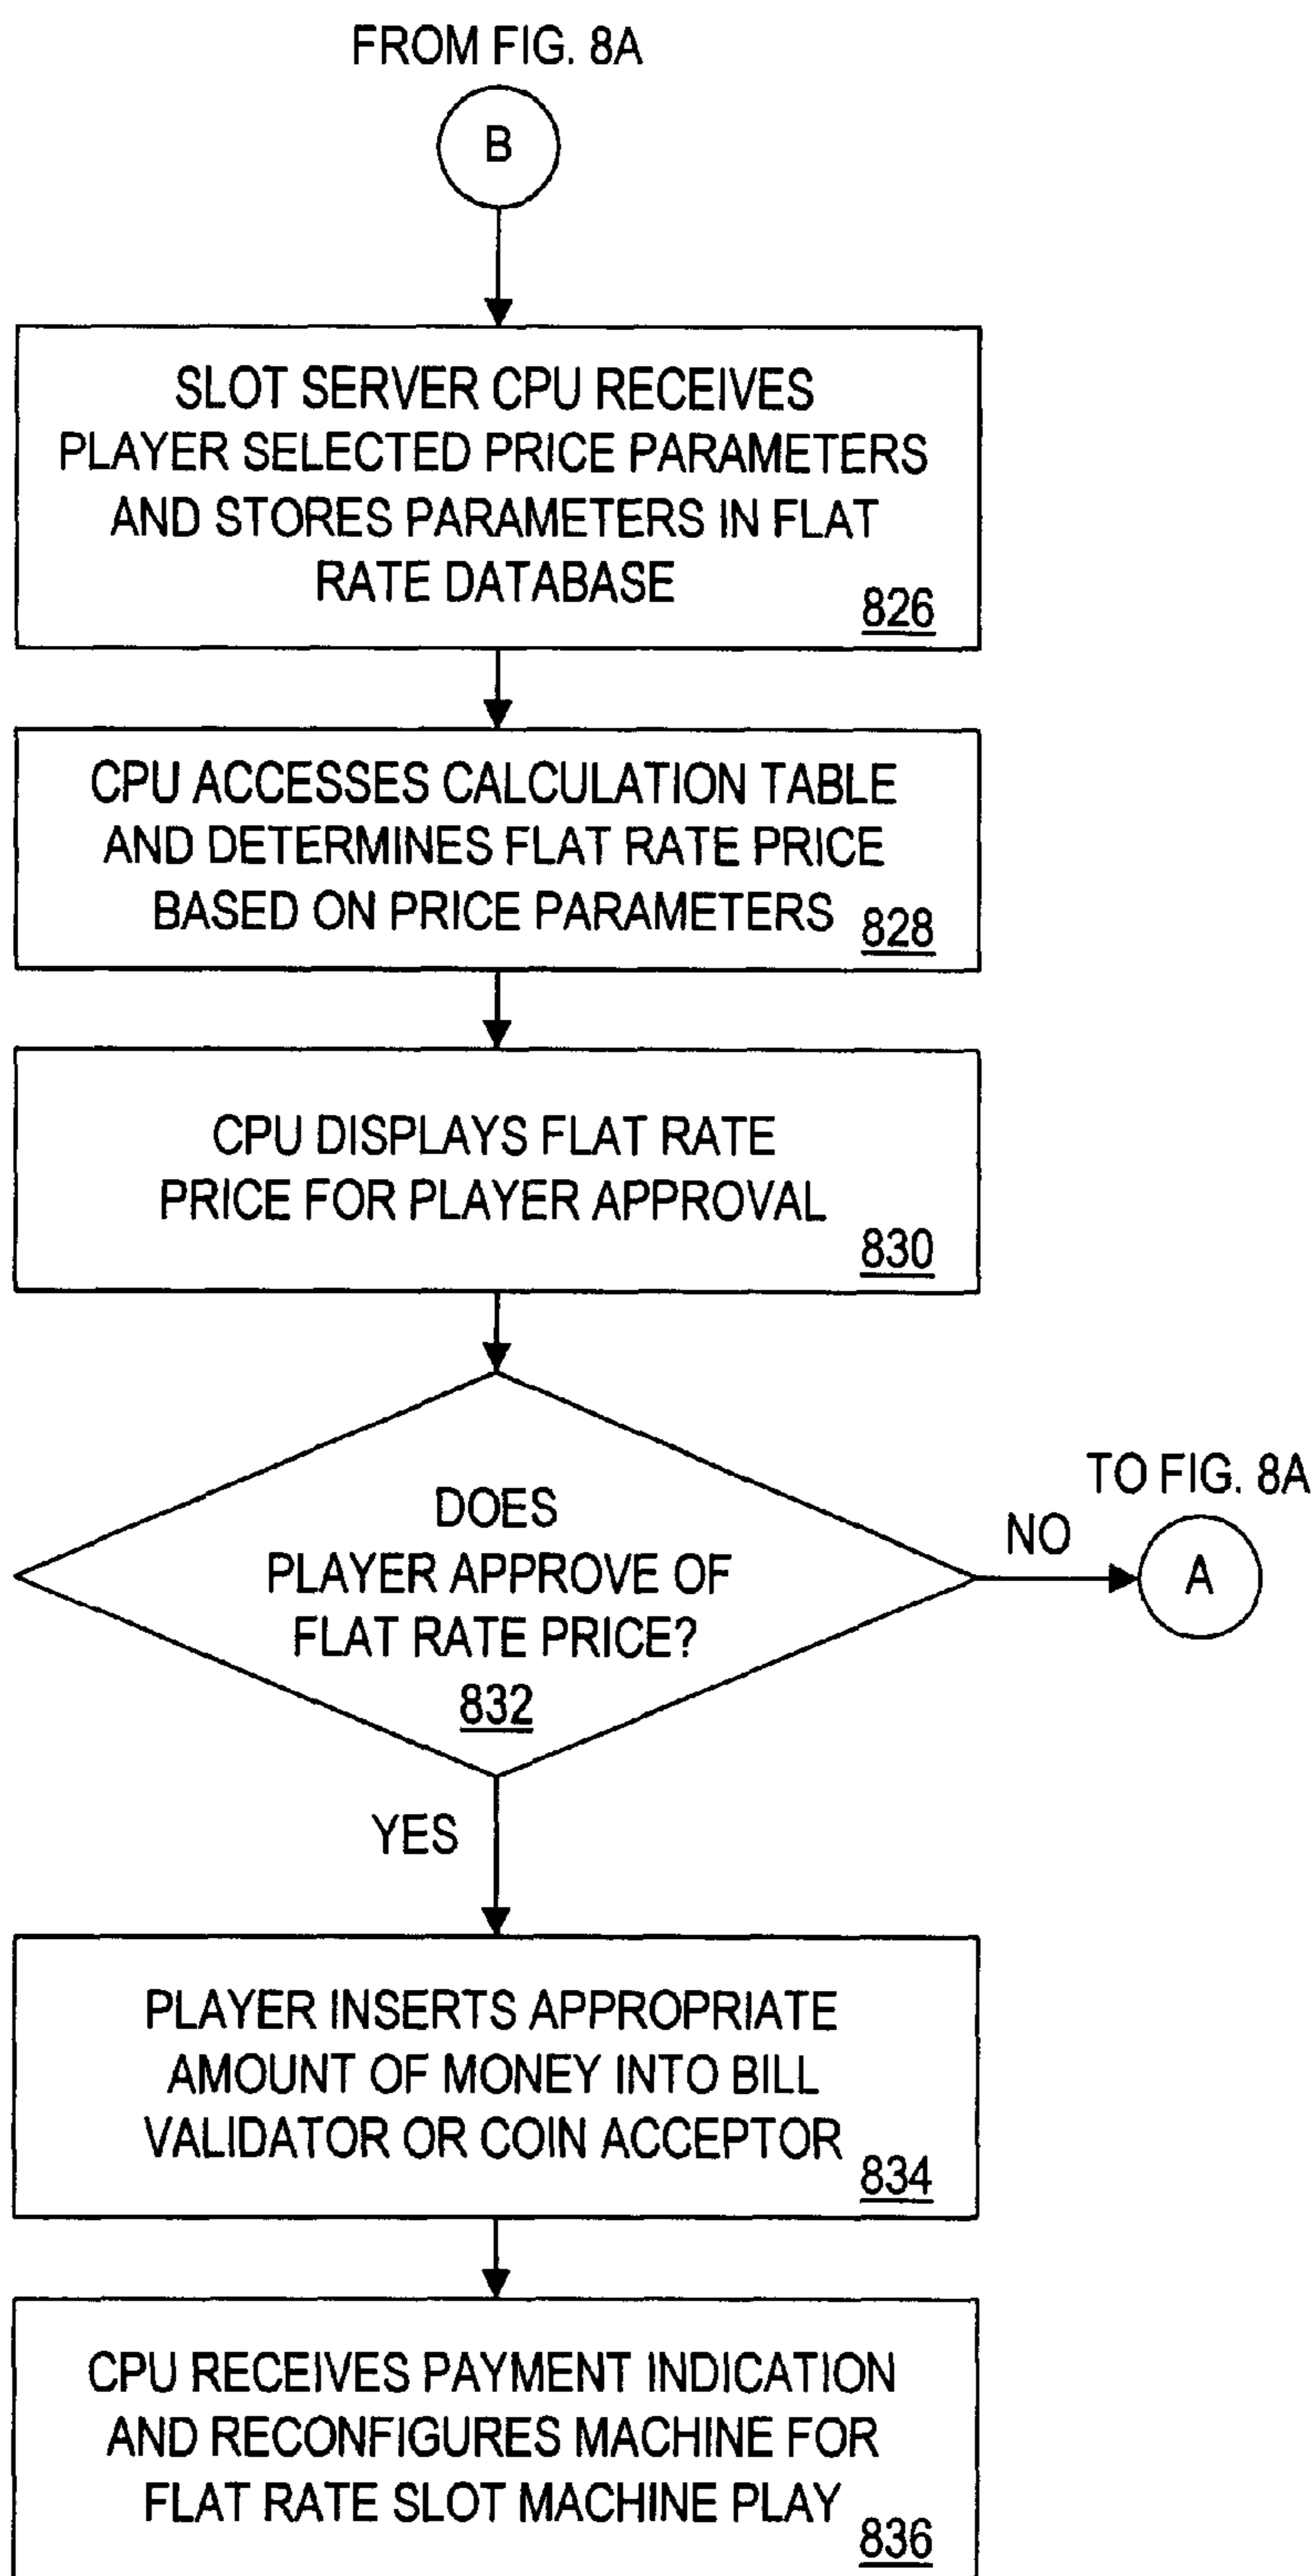 FROM FIG. 8A
B
SLOT SERVER CPU RECEIVES
PLAYER SELECTED PRICE PARAMETERS
AND STORES PARAMETERS IN FLAT
RATE DATABASE
826
CPU ACCESSES CALCULATION TABLE
AND DETERMINES FLAT RATE PRICE
BASED ON PRICE PARAMETERS
828
CPU DISPLAYS FLAT RATE
PRICE FOR PLAYER APPROVAL
830
DOES
PLAYER APPROVE OF
FLAT RATE PRICE?
832
NO
TO FIG. 8A
A
YES
PLAYER INSERTS APPROPRIATE
AMOUNT OF MONEY INTO BILL
VALIDATOR OR COIN ACCEPTOR
834
CPU RECEIVES PAYMENT INDICATION
AND RECONFIGURES MACHINE FOR
FLAT RATE SLOT MACHINE PLAY
836